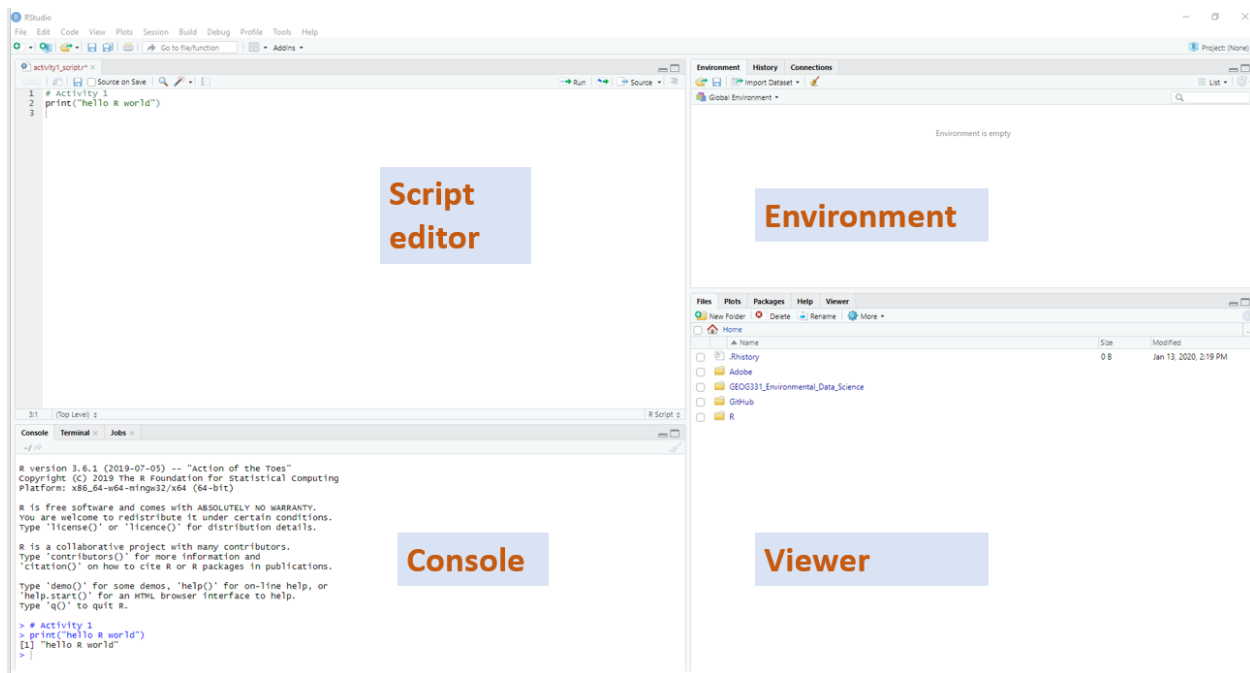 RStudio
File Edit Code View Plots Session Build Debug Profile Tools Help
Go to file/function Addins Project: (None)
activity1_script.r*
Source on Save Run Source
1 # Activity 1
2 print("hello R world")
3
Script
editor
3:1 (Top Level) R Script
Console Terminal Jobs
~/
R version 3.6.1 (2019-07-05) -- "Action of the Toes"
Copyright (C) 2019 The R Foundation for Statistical Computing
Platform: x86_64-w64-mingw32/x64 (64-bit)
R is free software and comes with ABSOLUTELY NO WARRANTY.
You are welcome to redistribute it under certain conditions.
Type 'license()' or 'licence()' for distribution details.
R is a collaborative project with many contributors.
Type 'contributors()' for more information and
'citation()' on how to cite R or R packages in publications.
Type 'demo()' for some demos, 'help()' for on-line help, or
'help.start()' for an HTML browser interface to help.
Type 'q()' to quit R.
> # Activity 1
> print("hello R world")
[1] "hello R world"
>
Console
Environment History Connections
Import Dataset List
Global Environment
Environment is empty
Environment
Files Plots Packages Help Viewer
New Folder Delete Rename More
Home
Name Size Modified
.Rhistory 0 B Jan 13, 2020, 2:19 PM
Adobe
GEOG331_Environmental_Data_Science
GitHub
R
Viewer